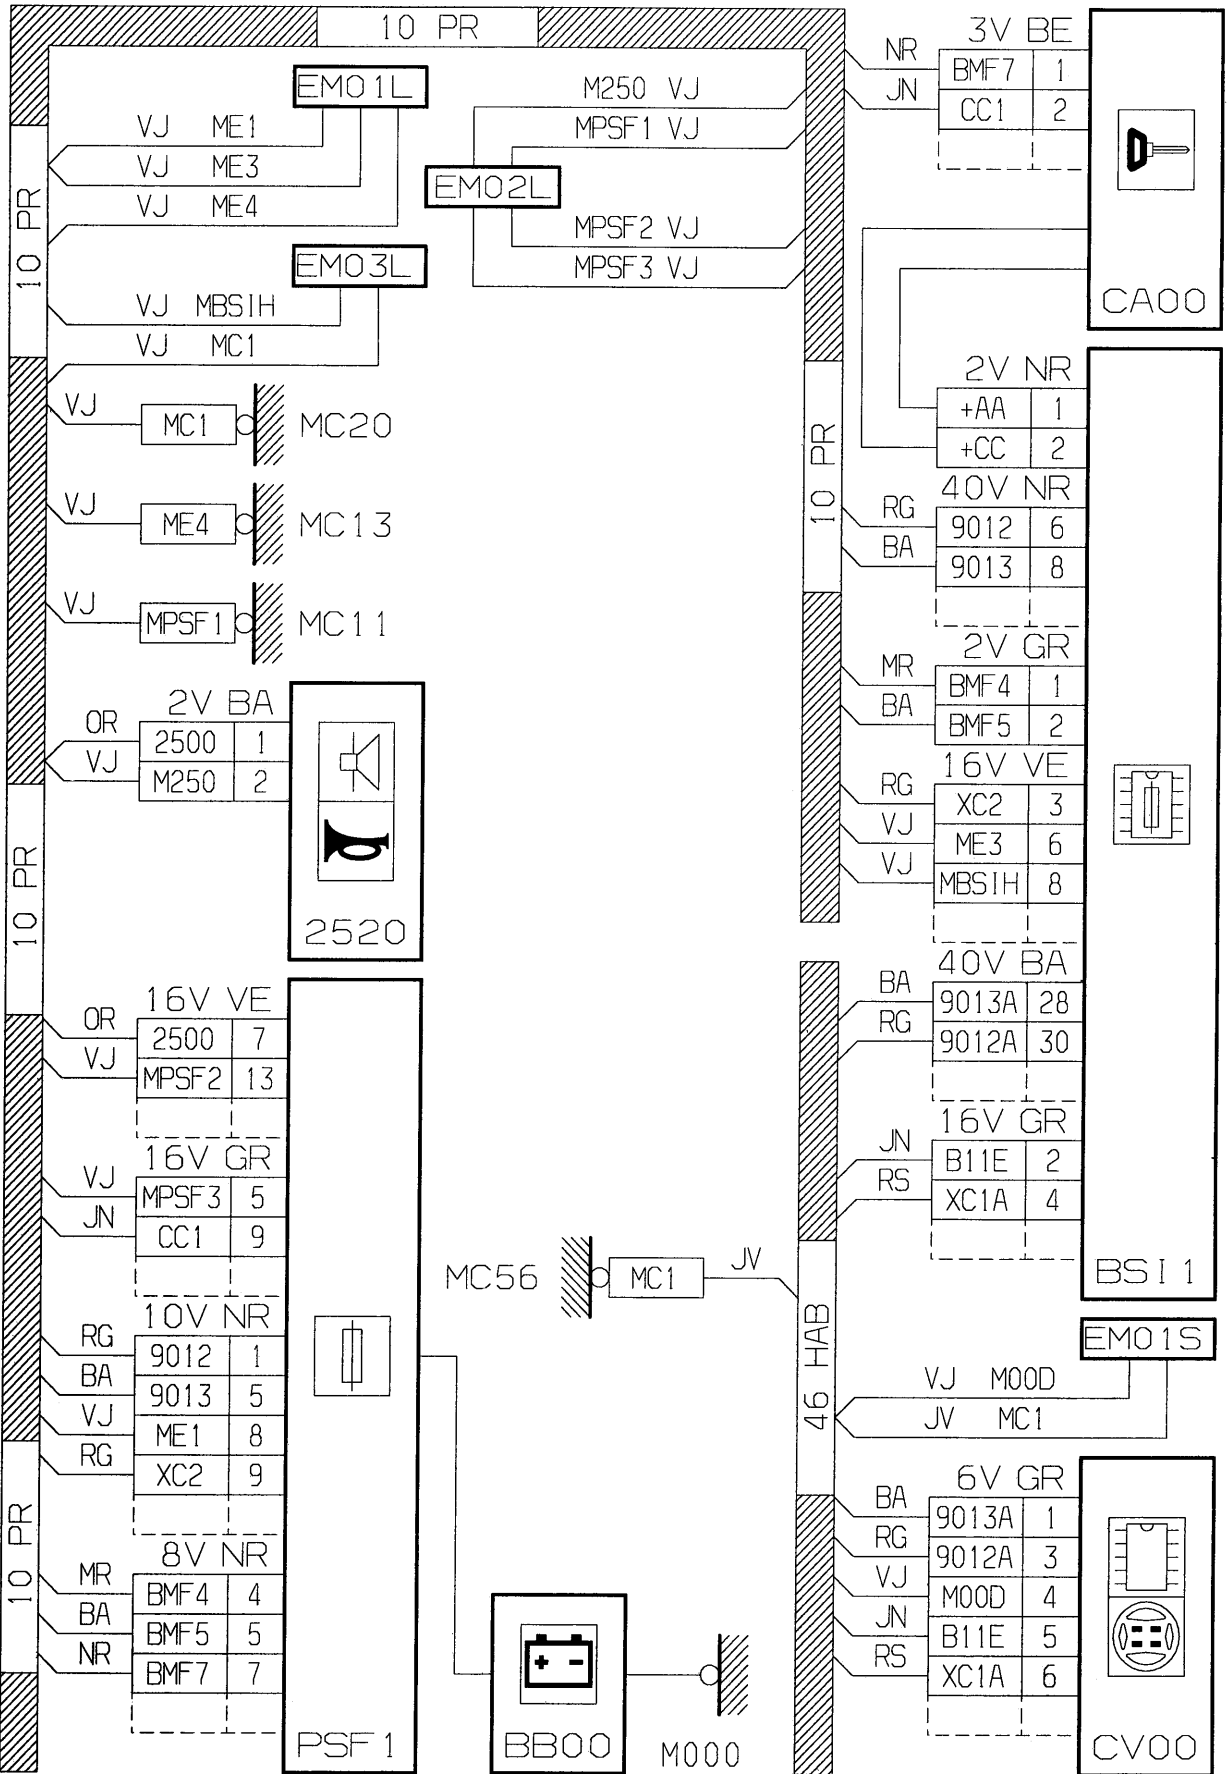 10 PR
EM01L
VJ ME1
VJ ME3
VJ ME4
10 PR
EM03L
VJ MBSIH
VJ MC1
M250 VJ
MPSF1 VJ
EM02L
MPSF2 VJ
MPSF3 VJ
VJ MC1 MC20
VJ ME4 MC13
VJ MPSF1 MC11
2V BA
OR 2500 1
VJ M250 2
2520
10 PR
16V VE
OR 2500 7
VJ MPSF2 13
16V GR
VJ MPSF3 5
JN CC1 9
10V NR
RG 9012 1
BA 9013 5
VJ ME1 8
RG XC2 9
10 PR
8V NR
MR BMF4 4
BA BMF5 5
NR BMF7 7
PSF1
BB00
+ -
M000
MC56 MC1 JV
3V BE
NR BMF7 1
JN CC1 2
CA00
10 PR
2V NR
+AA 1
+CC 2
40V NR
RG 9012 6
BA 9013 8
2V GR
MR BMF4 1
BA BMF5 2
16V VE
RG XC2 3
VJ ME3 6
VJ MBSIH 8
40V BA
BA 9013A 28
RG 9012A 30
16V GR
JN B11E 2
RS XC1A 4
BSI1
46 HAB
EM01S
VJ M00D
JV MC1
6V GR
BA 9013A 1
RG 9012A 3
VJ M00D 4
JN B11E 5
RS XC1A 6
CV00